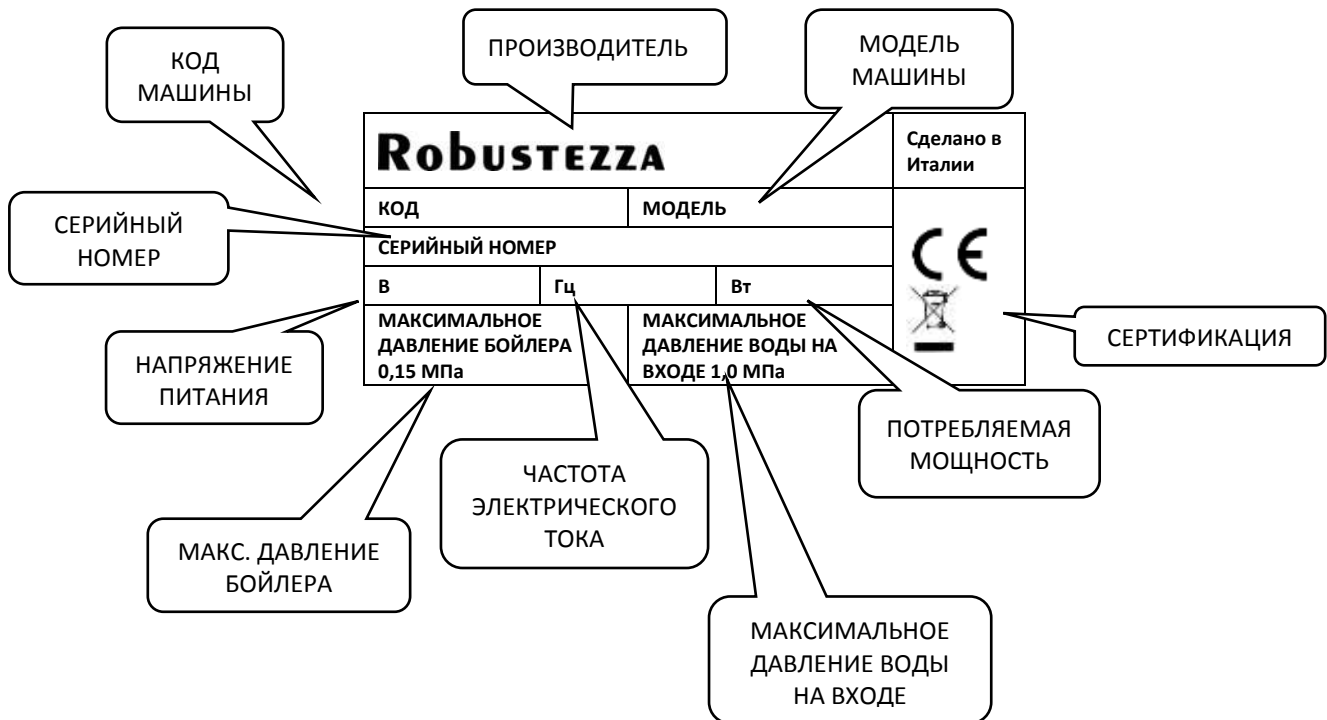 КОД
МАШИНЫ
ПРОИЗВОДИТЕЛЬ
МОДЕЛЬ
МАШИНЫ
Robustezza
Сделано в
Италии
КОД
МОДЕЛЬ
СЕРИЙНЫЙ
НОМЕР
СЕРИЙНЫЙ НОМЕР
CE
В
Гц
Вт
МАКСИМАЛЬНОЕ
ДАВЛЕНИЕ БОЙЛЕРА
0,15 МПа
МАКСИМАЛЬНОЕ
ДАВЛЕНИЕ ВОДЫ НА
ВХОДЕ 1,0 МПа
СЕРТИФИКАЦИЯ
НАПРЯЖЕНИЕ
ПИТАНИЯ
ПОТРЕБЛЯЕМАЯ
МОЩНОСТЬ
ЧАСТОТА
ЭЛЕКТРИЧЕСКОГО
ТОКА
МАКС. ДАВЛЕНИЕ
БОЙЛЕРА
МАКСИМАЛЬНОЕ
ДАВЛЕНИЕ ВОДЫ
НА ВХОДЕ